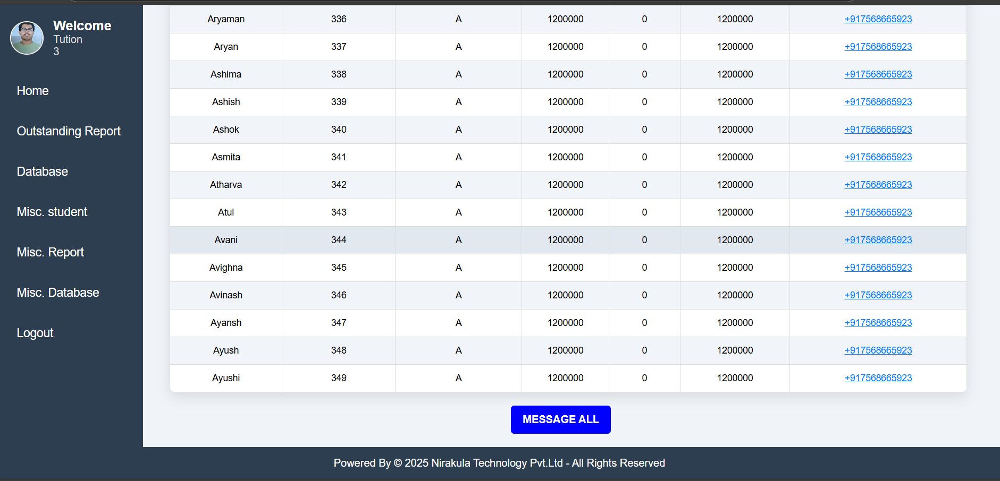 Welcome
Tution
3
Home
Outstanding Report
Database
Misc. student
Misc. Report
Misc. Database
Logout
Aryaman 336 A 1200000 0 1200000 +917568665923
Aryan 337 A 1200000 0 1200000 +917568665923
Ashima 338 A 1200000 0 1200000 +917568665923
Ashish 339 A 1200000 0 1200000 +917568665923
Ashok 340 A 1200000 0 1200000 +917568665923
Asmita 341 A 1200000 0 1200000 +917568665923
Atharva 342 A 1200000 0 1200000 +917568665923
Atul 343 A 1200000 0 1200000 +917568665923
Avani 344 A 1200000 0 1200000 +917568665923
Avighna 345 A 1200000 0 1200000 +917568665923
Avinash 346 A 1200000 0 1200000 +917568665923
Ayansh 347 A 1200000 0 1200000 +917568665923
Ayush 348 A 1200000 0 1200000 +917568665923
Ayushi 349 A 1200000 0 1200000 +917568665923
MESSAGE ALL
Powered By © 2025 Nirakula Technology Pvt.Ltd - All Rights Reserved